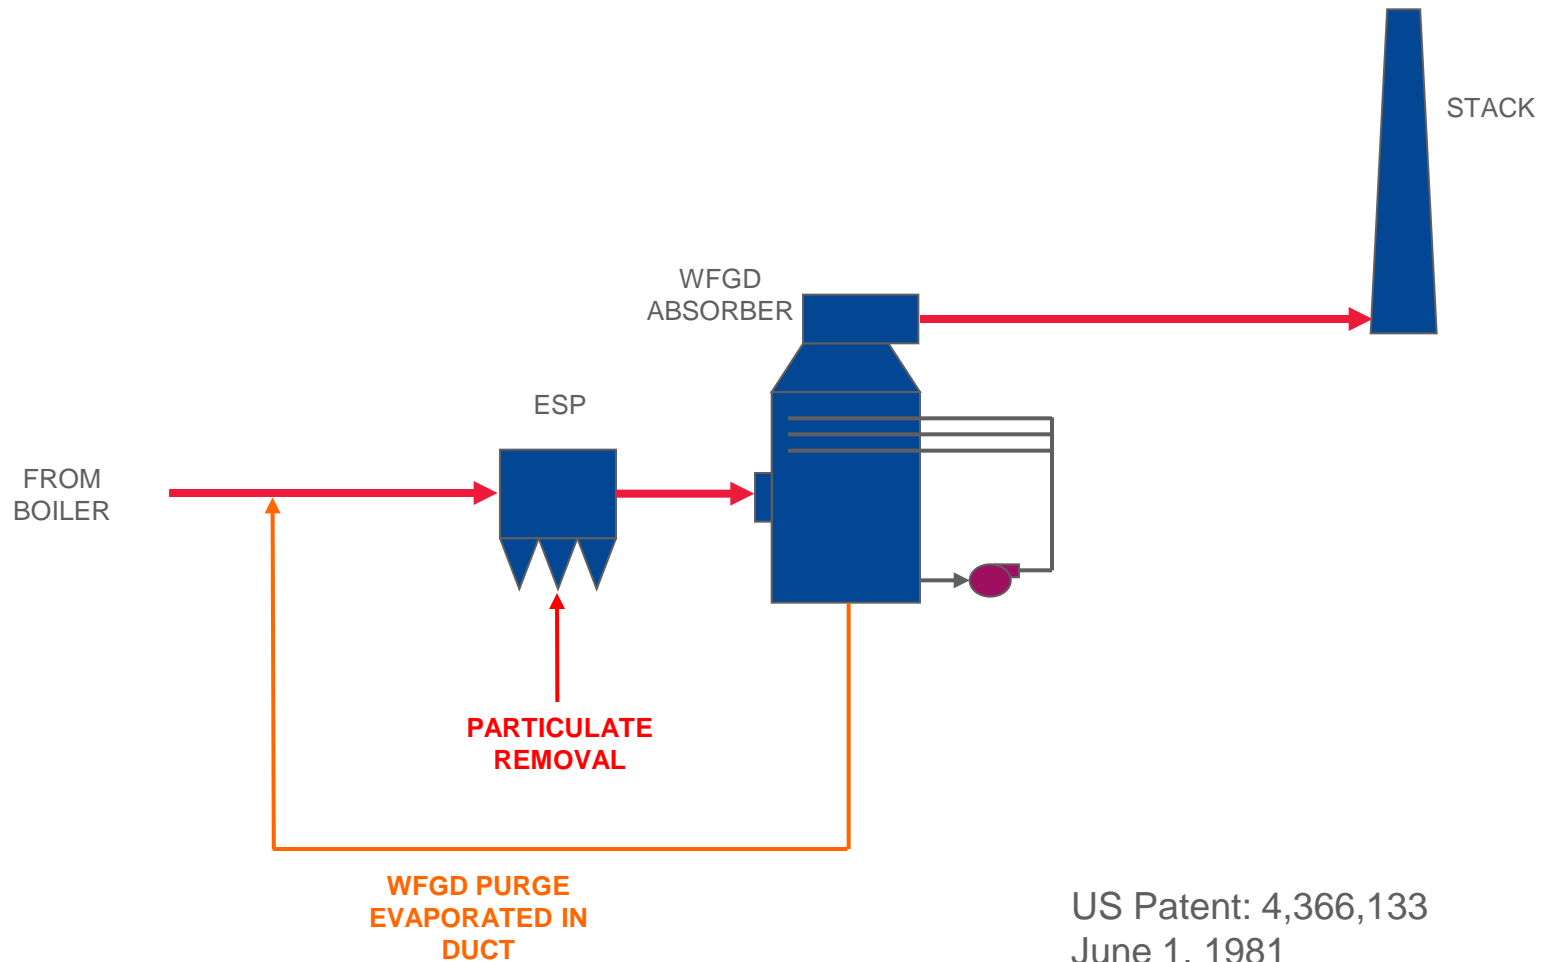 STACK
WFGD
ABSORBER
ESP
FROM
BOILER
PARTICULATE
REMOVAL
WFGD PURGE
EVAPORATED IN
DUCT
US Patent: 4,366,133
June 1, 1981